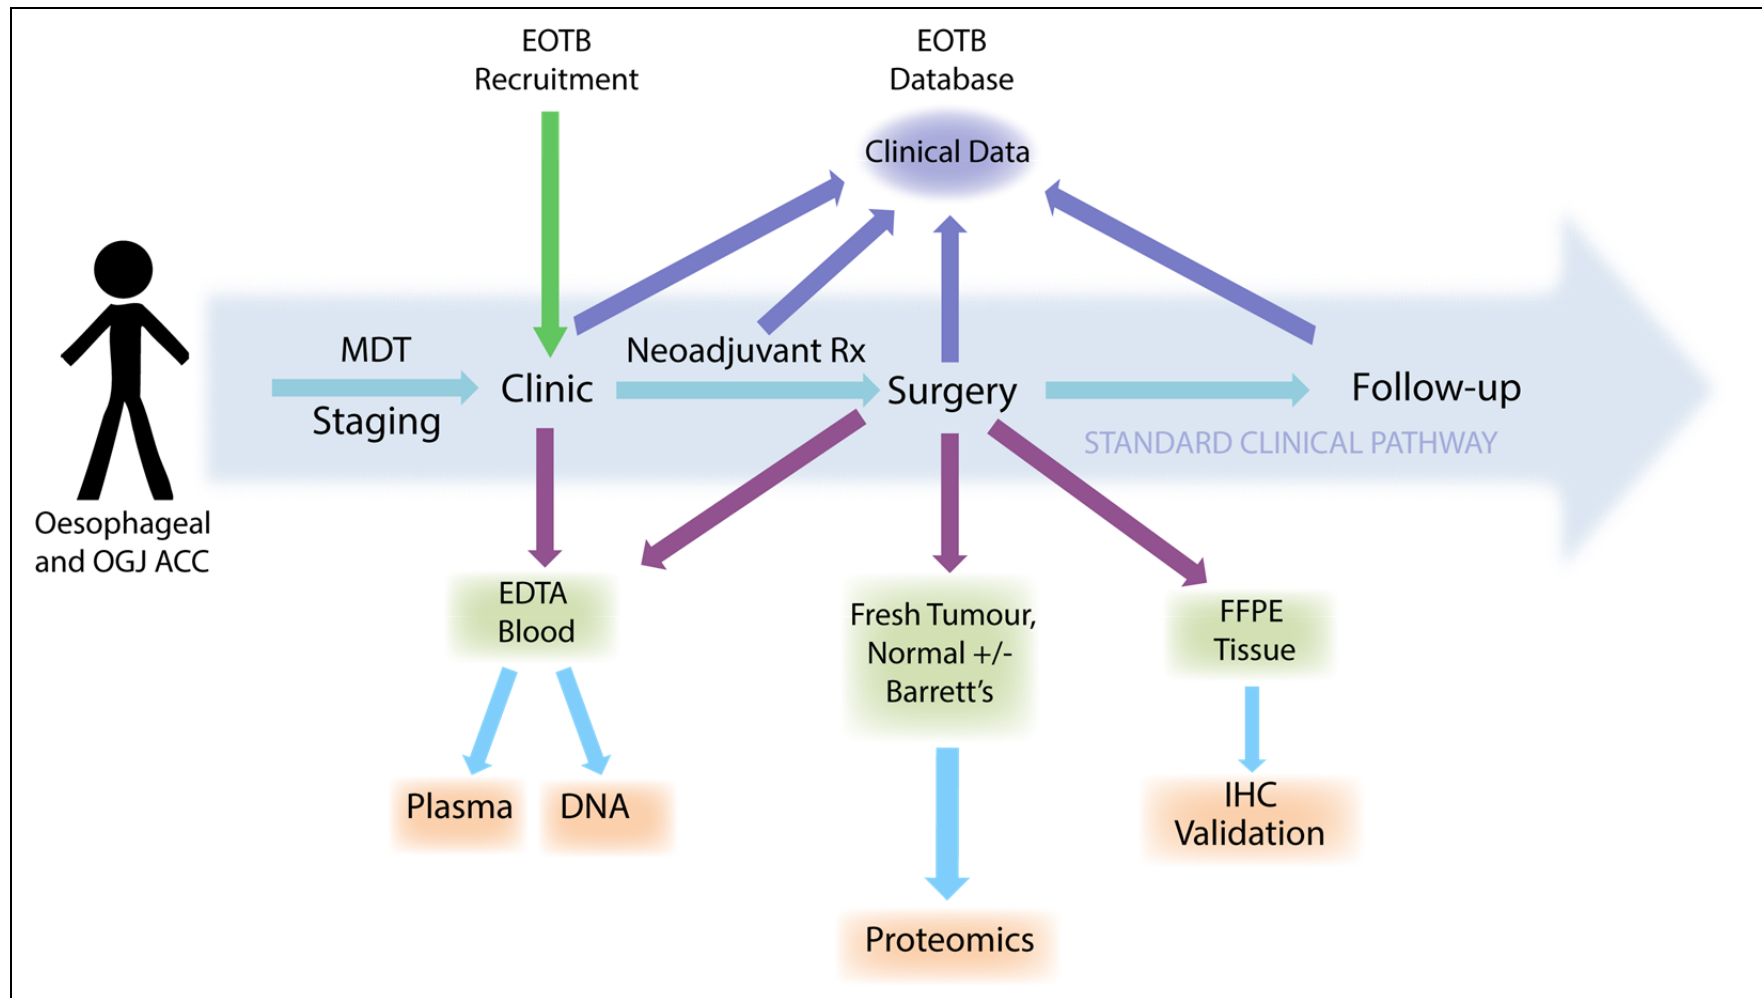 EOTB
Recruitment
EOTB
Database
Clinical Data
MDT
Staging
Clinic
Neoadjuvant Rx
Surgery
Follow-up
STANDARD CLINICAL PATHWAY
Oesophageal
and OGJ ACC
EDTA
Blood
Fresh Tumour,
Normal +/-
Barrett’s
FFPE
Tissue
Plasma
DNA
IHC
Validation
Proteomics